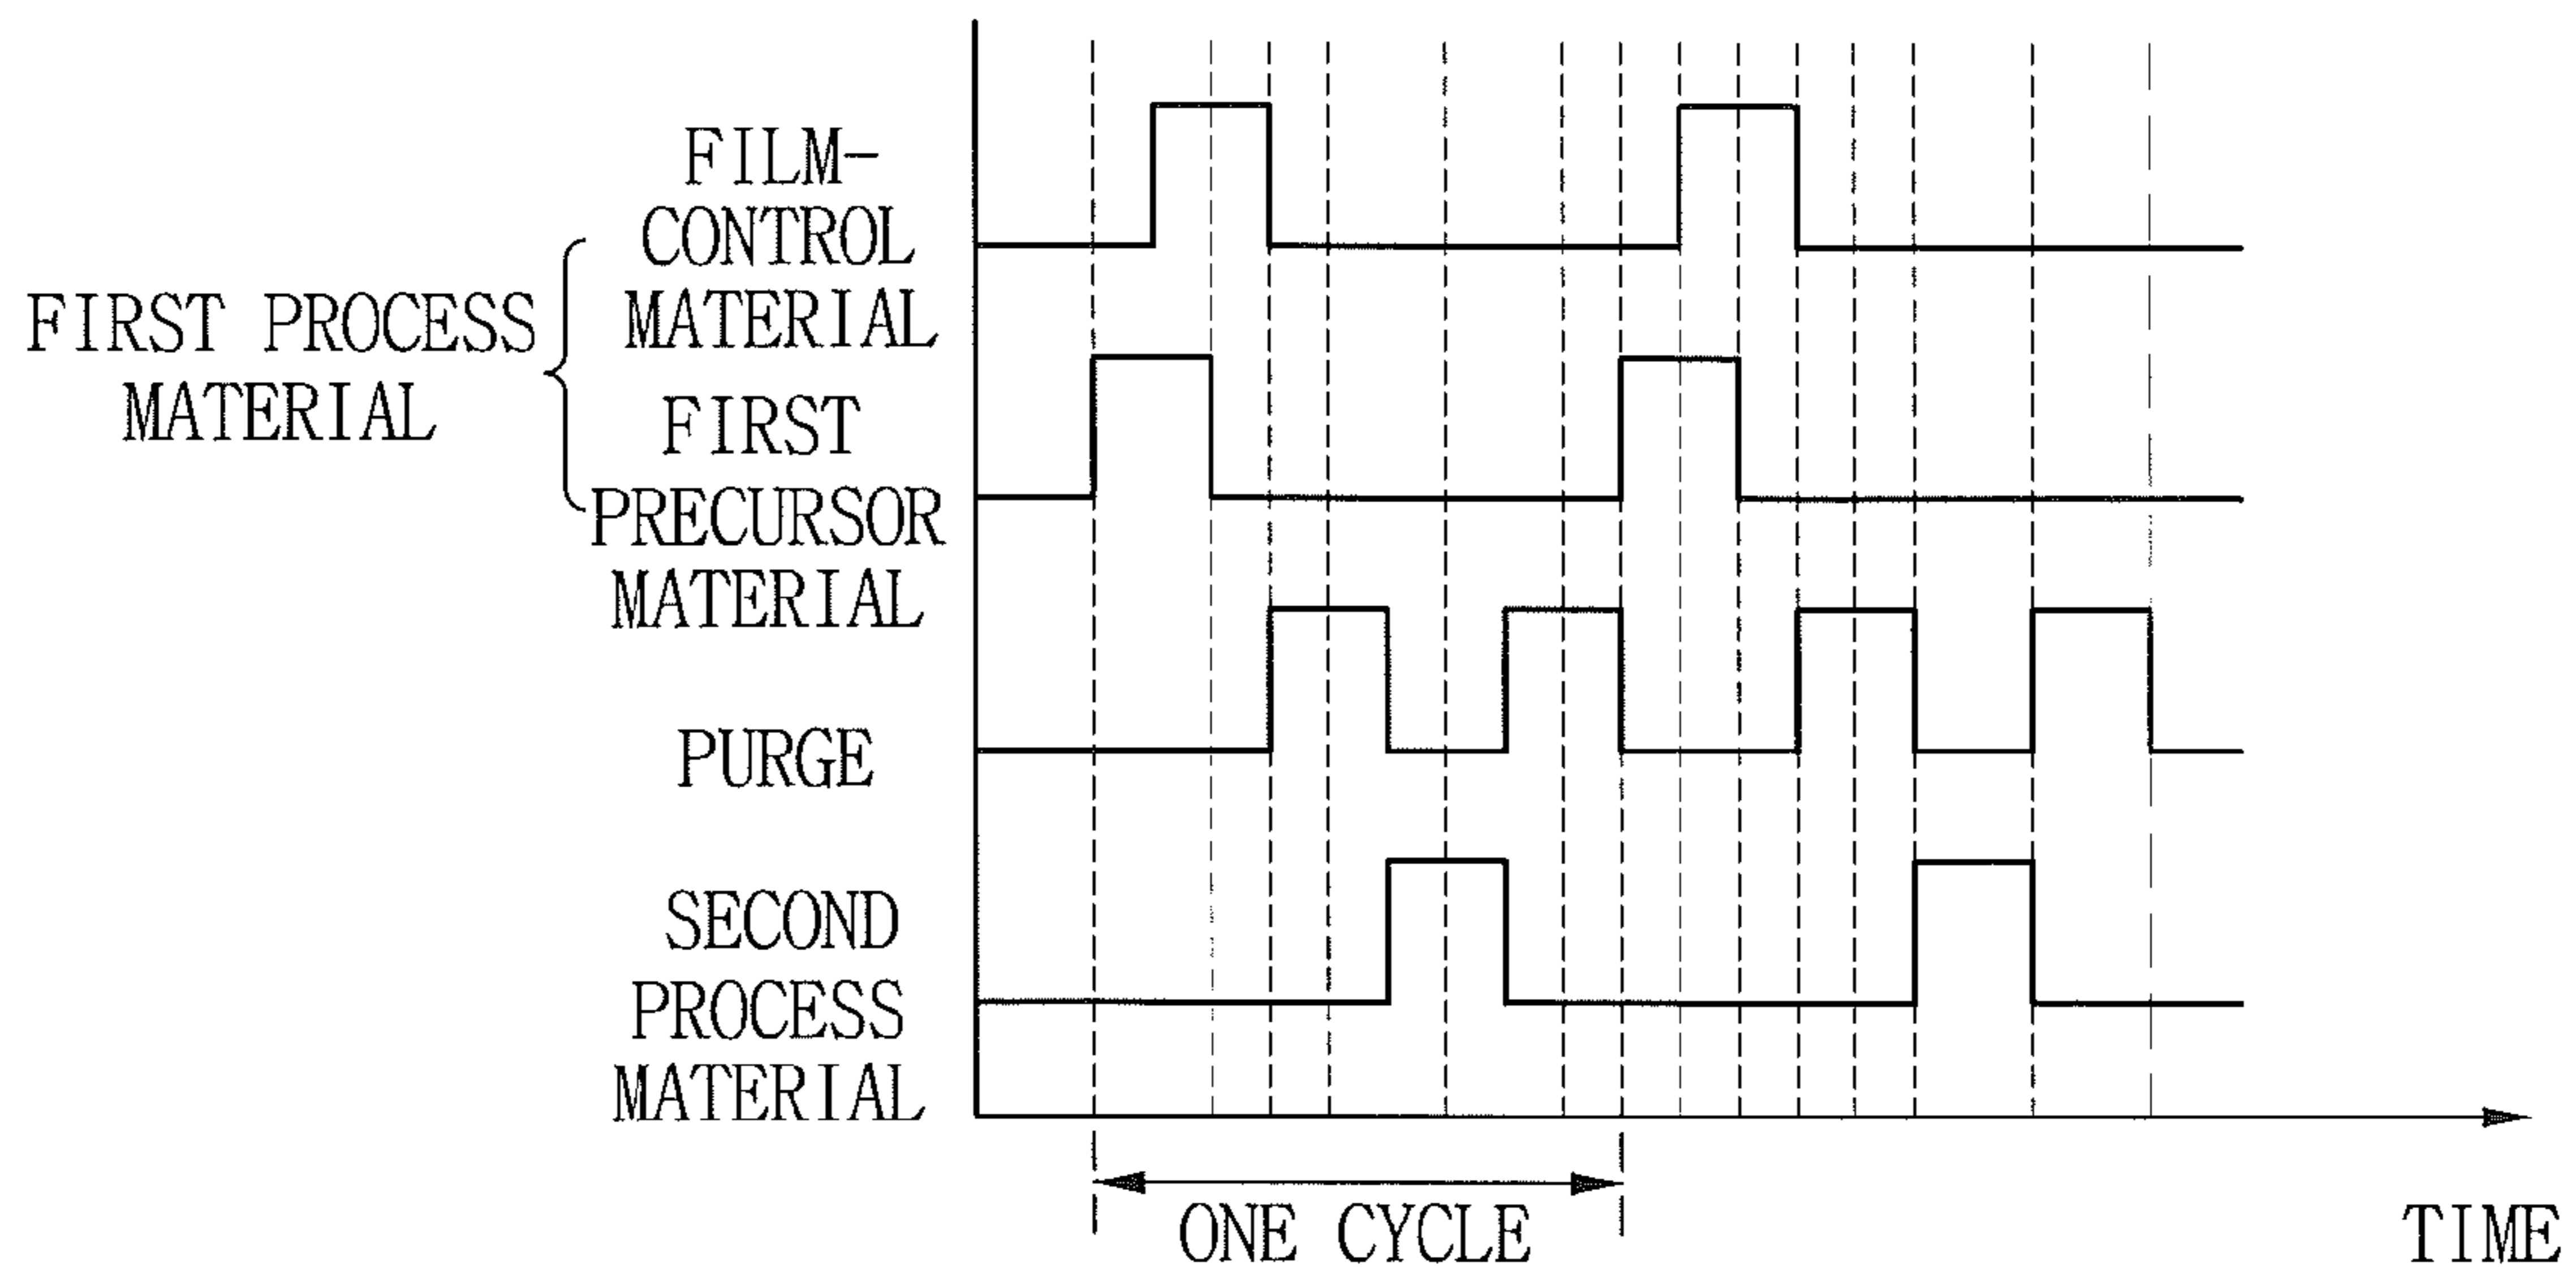 FIRST PROCESS
MATERIAL
FILM-
CONTROL
MATERIAL
FIRST
PRECURSOR
MATERIAL
PURGE
SECOND
PROCESS
MATERIAL
ONE CYCLE
TIME